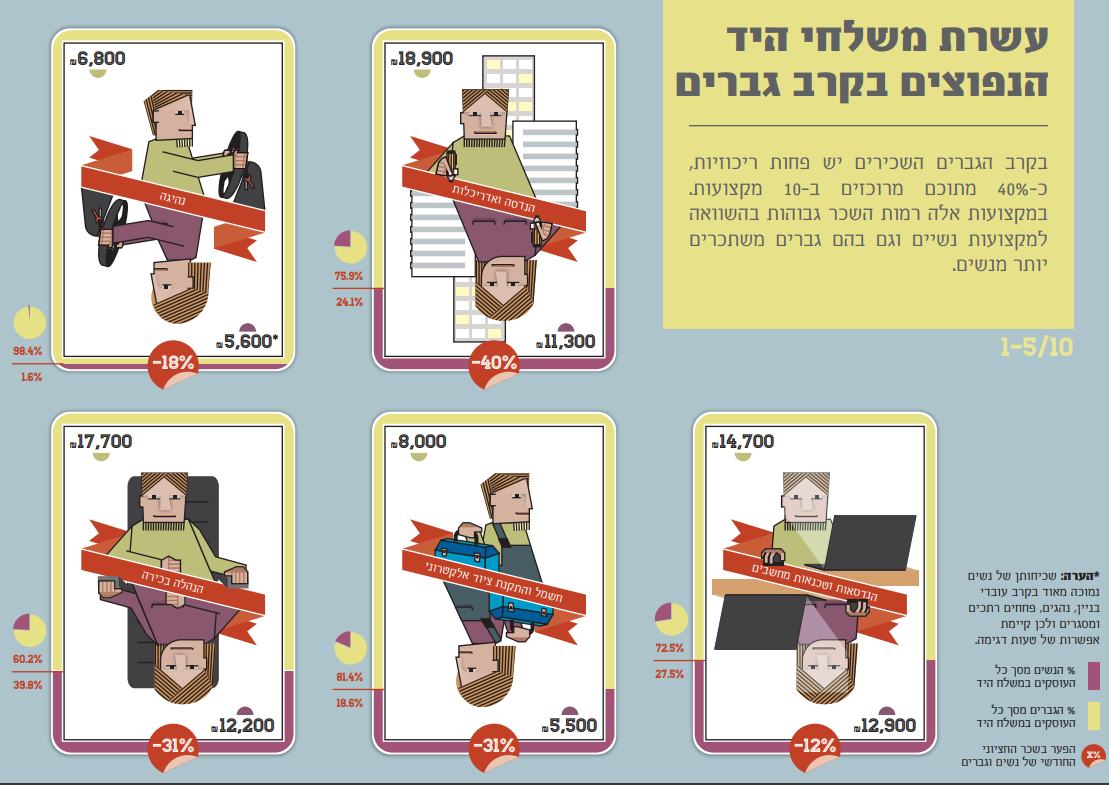 עשרת משלחי היד
הנפוצים בקרב גברים
בקרב הגברים השכירים יש פחות ריכוזיות,
כ-40% מתוכם מרוכזים ב-10 מקצועות.
במקצועות אלה רמות השכר גבוהות בהשוואה
למקצועות נשיים וגם בהם גברים משתכרים
יותר מנשים.
1-5/10
₪18,900
הנדסה ואדריכלות
75.9%
24.1%
₪11,300
-40%
₪6,800
נהיגה
98.4%
1.6%
₪5,600*
-18%
₪14,700
הנדסאות ושכנאות מחשבים
72.5%
27.5%
₪12,900
-12%
₪8,000
חשמל והתקנת ציוד אלקטרוני
81.4%
18.6%
₪5,500
-31%
₪17,700
הנהלה בכירה
60.2%
39.8%
₪12,200
-31%
*הערה: שכיחותן של נשים
נמוכה מאוד בקרב עובדי
בניין, נהגים, פחחים רתכים
ומסגרים ולכן קיימת
אפשרות של טעות דגימה.
% הנשים מסך כל
העוסקים במשלח היד
% הגברים מסך כל
העוסקים במשלח היד
X%
הפער בשכר החציוני
החודשי של נשים וגברים